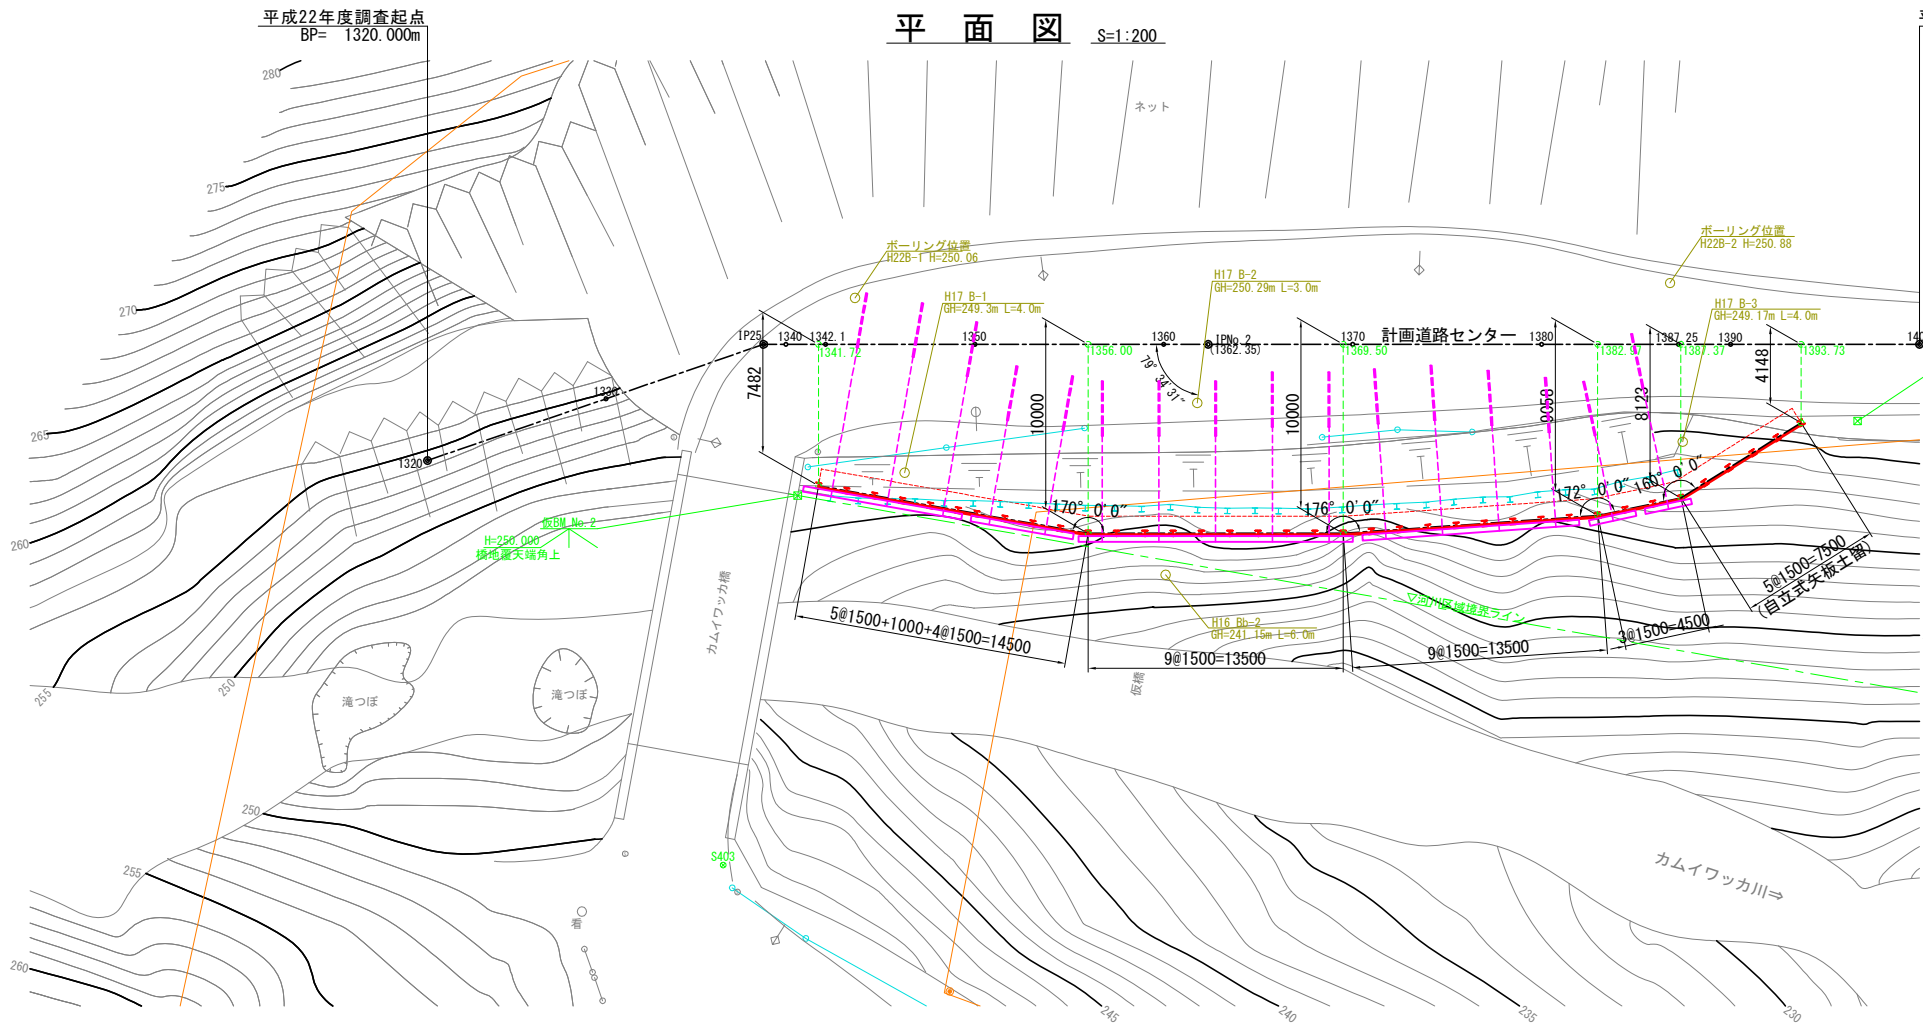 平成22年度調査起点
BP= 1320.000m
平 面 図 S=1:200
280
275
270
265
260
255
250
ネット
ボーリング位置
H22B-1 H=250.06
ボーリング位置
H22B-2 H=250.88
H17 B-1
GH=249.3m L=4.0m
H17 B-2
GH=250.29m L=3.0m
H17 B-3
GH=249.17m L=4.0m
IP25
1340
1342.1
1350
1360
IPNo.2
(1362.35)
1370
計画道路センター
1380
1387.25
1390
1341.72
1356.00
1369.50
1382.97
1387.37
1393.73
1330
1320
7482
10000
79°34'31"
10000
8123
4148
170° 0'0"
176° 0'0"
172° 0'0"
160° 0'0"
仮BM No.2
H=250.000
橋地覆天端角上
カムイワッカ橋
5@1500+1000+4@1500=14500
9@1500=13500
9@1500=13500
3@1500=4500
5@1500=7500
(自立式矢板土留)
▽河川区域境界ライン
H16 Bb-2
GH=241.15m L=6.0m
仮橋
滝つぼ
滝つぼ
250
255
260
S403
看
カムイワッカ川⇒
245
240
235
230